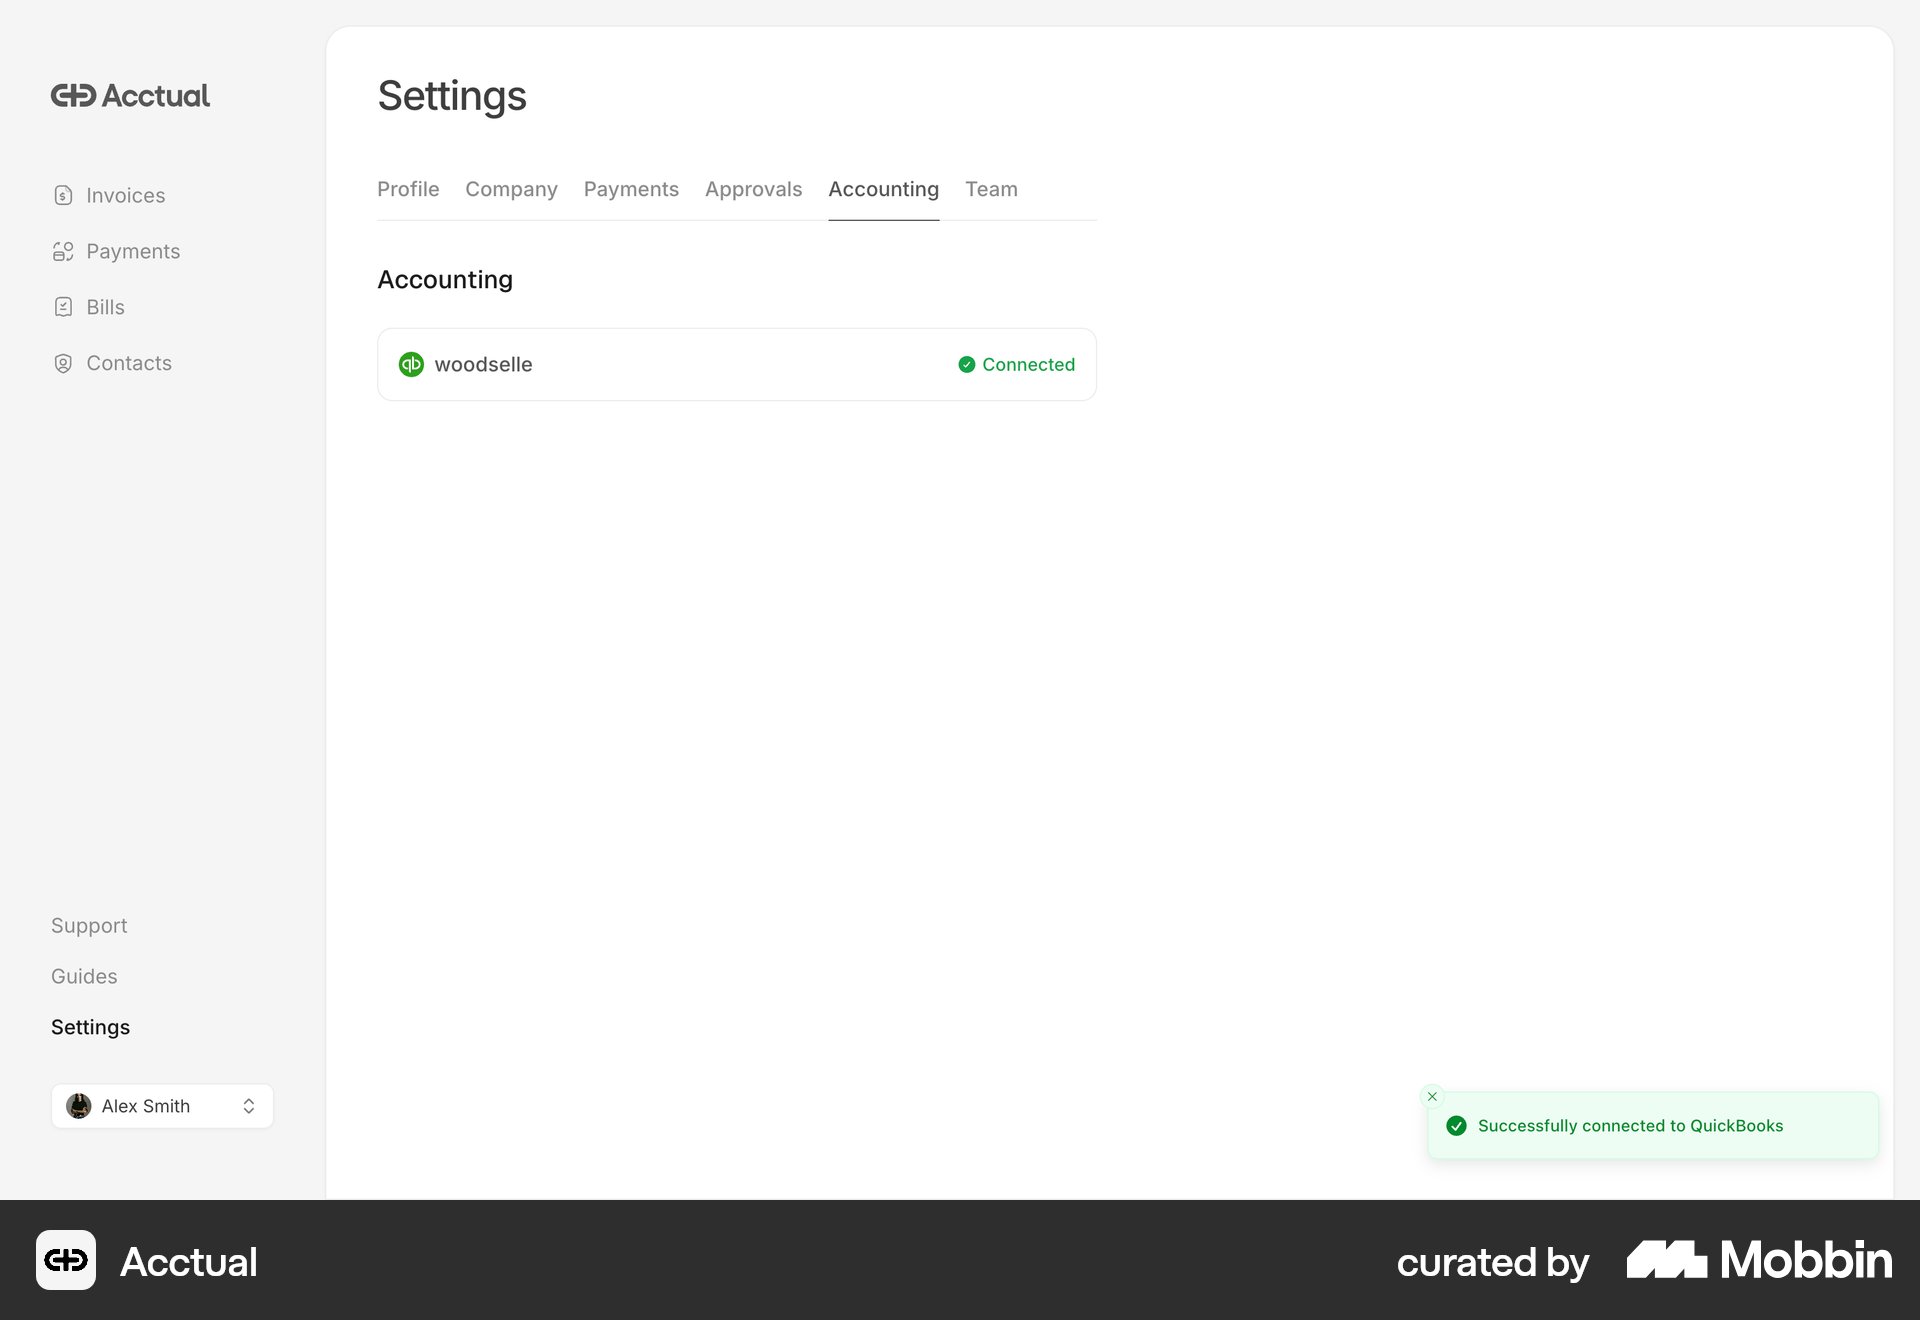 Acctual
Invoices
Payments
Bills
Contacts
Support
Guides
Settings
Alex Smith
Settings
Profile
Company
Payments
Approvals
Accounting
Team
Accounting
qb
woodselle
Connected
Successfully connected to QuickBooks
Acctual
curated by
Mobbin